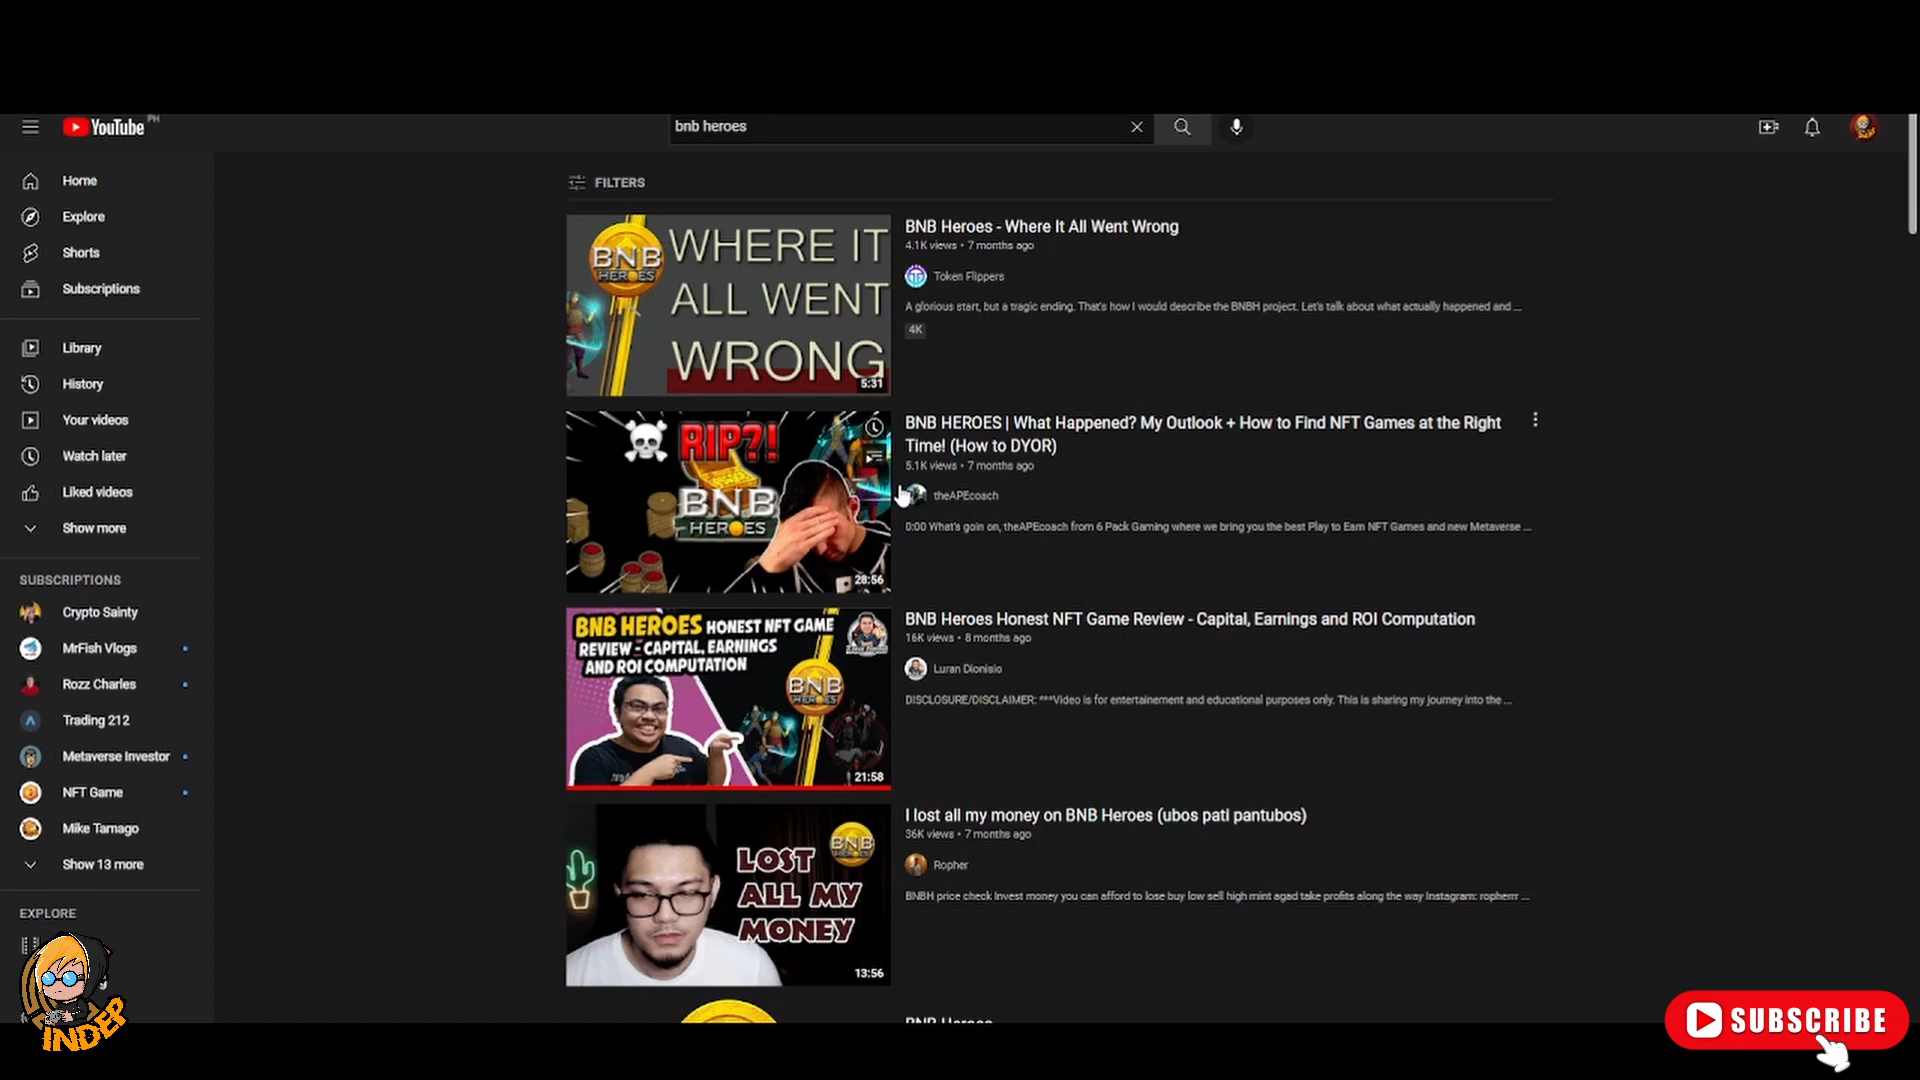 YouTube PH
bnb heroes
Home
Explore
Shorts
Subscriptions
Library
History
Your videos
Watch later
Liked videos
Show more
SUBSCRIPTIONS
Crypto Sainty
MrFish Vlogs
Rozz Charles
Trading 212
Metaverse Investor
NFT Game
Mike Tamago
Show 13 more
EXPLORE
INDEP
FILTERS
BNB
HEROES
WHERE IT
ALL WENT
WRONG
5:31
BNB Heroes - Where It All Went Wrong
4.1K views • 7 months ago
Token Flippers
A glorious start, but a tragic ending. That's how I would describe the BNBH project. Let's talk about what actually happened and ...
4K
RIP?!
BNB
HEROES
28:56
BNB HEROES | What Happened? My Outlook + How to Find NFT Games at the Right
Time! (How to DYOR)
5.1K views • 7 months ago
theAPEcoach
0:00 What's goin on, theAPEcoach from 6 Pack Gaming where we bring you the best Play to Earn NFT Games and new Metaverse ...
BNB HEROES HONEST NFT GAME
REVIEW - CAPITAL, EARNINGS
AND ROI COMPUTATION
BNB
HEROES
21:58
BNB Heroes Honest NFT Game Review - Capital, Earnings and ROI Computation
16K views • 8 months ago
Luran Dionisio
DISCLOSURE/DISCLAIMER: ***Video is for entertainement and educational purposes only. This is sharing my journey into the ...
BNB
HEROES
LOST
ALL MY
MONEY
13:56
I lost all my money on BNB Heroes (ubos pati pantubos)
36K views • 7 months ago
Ropher
BNBH price check Invest money you can afford to lose buy low sell high mint agad take profits along the way Instagram: ropherrr ...
BNB Heroes
SUBSCRIBE